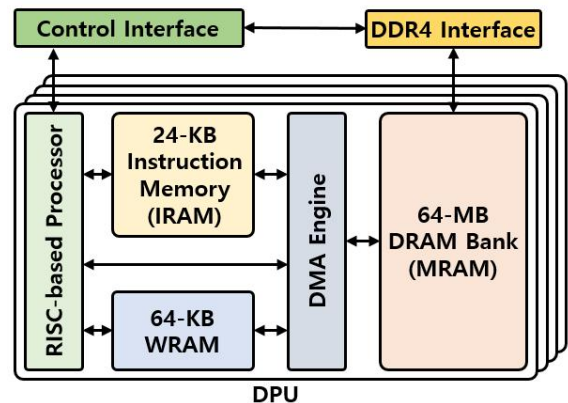 Control Interface
DDR4 Interface
RISC-based Processor
24-KB
Instruction
Memory
(IRAM)
64-KB
WRAM
DMA Engine
64-MB
DRAM Bank
(MRAM)
DPU